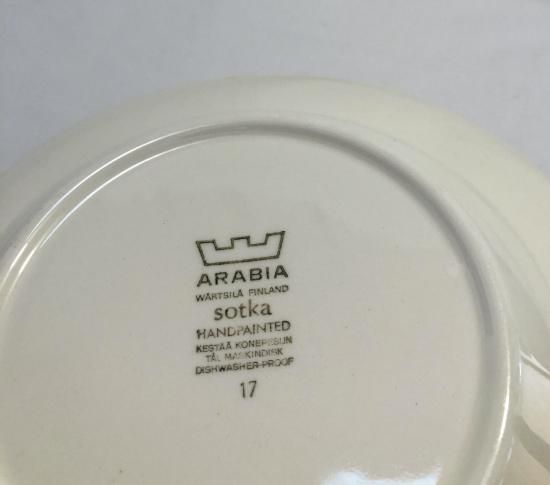 ARABIA
WÄRTSILÄ FINLAND
sotka
HANDPAINTED
KESTÄÄ KONEPESUN
TÅL MASKINDISK
DISHWASHER-PROOF
17